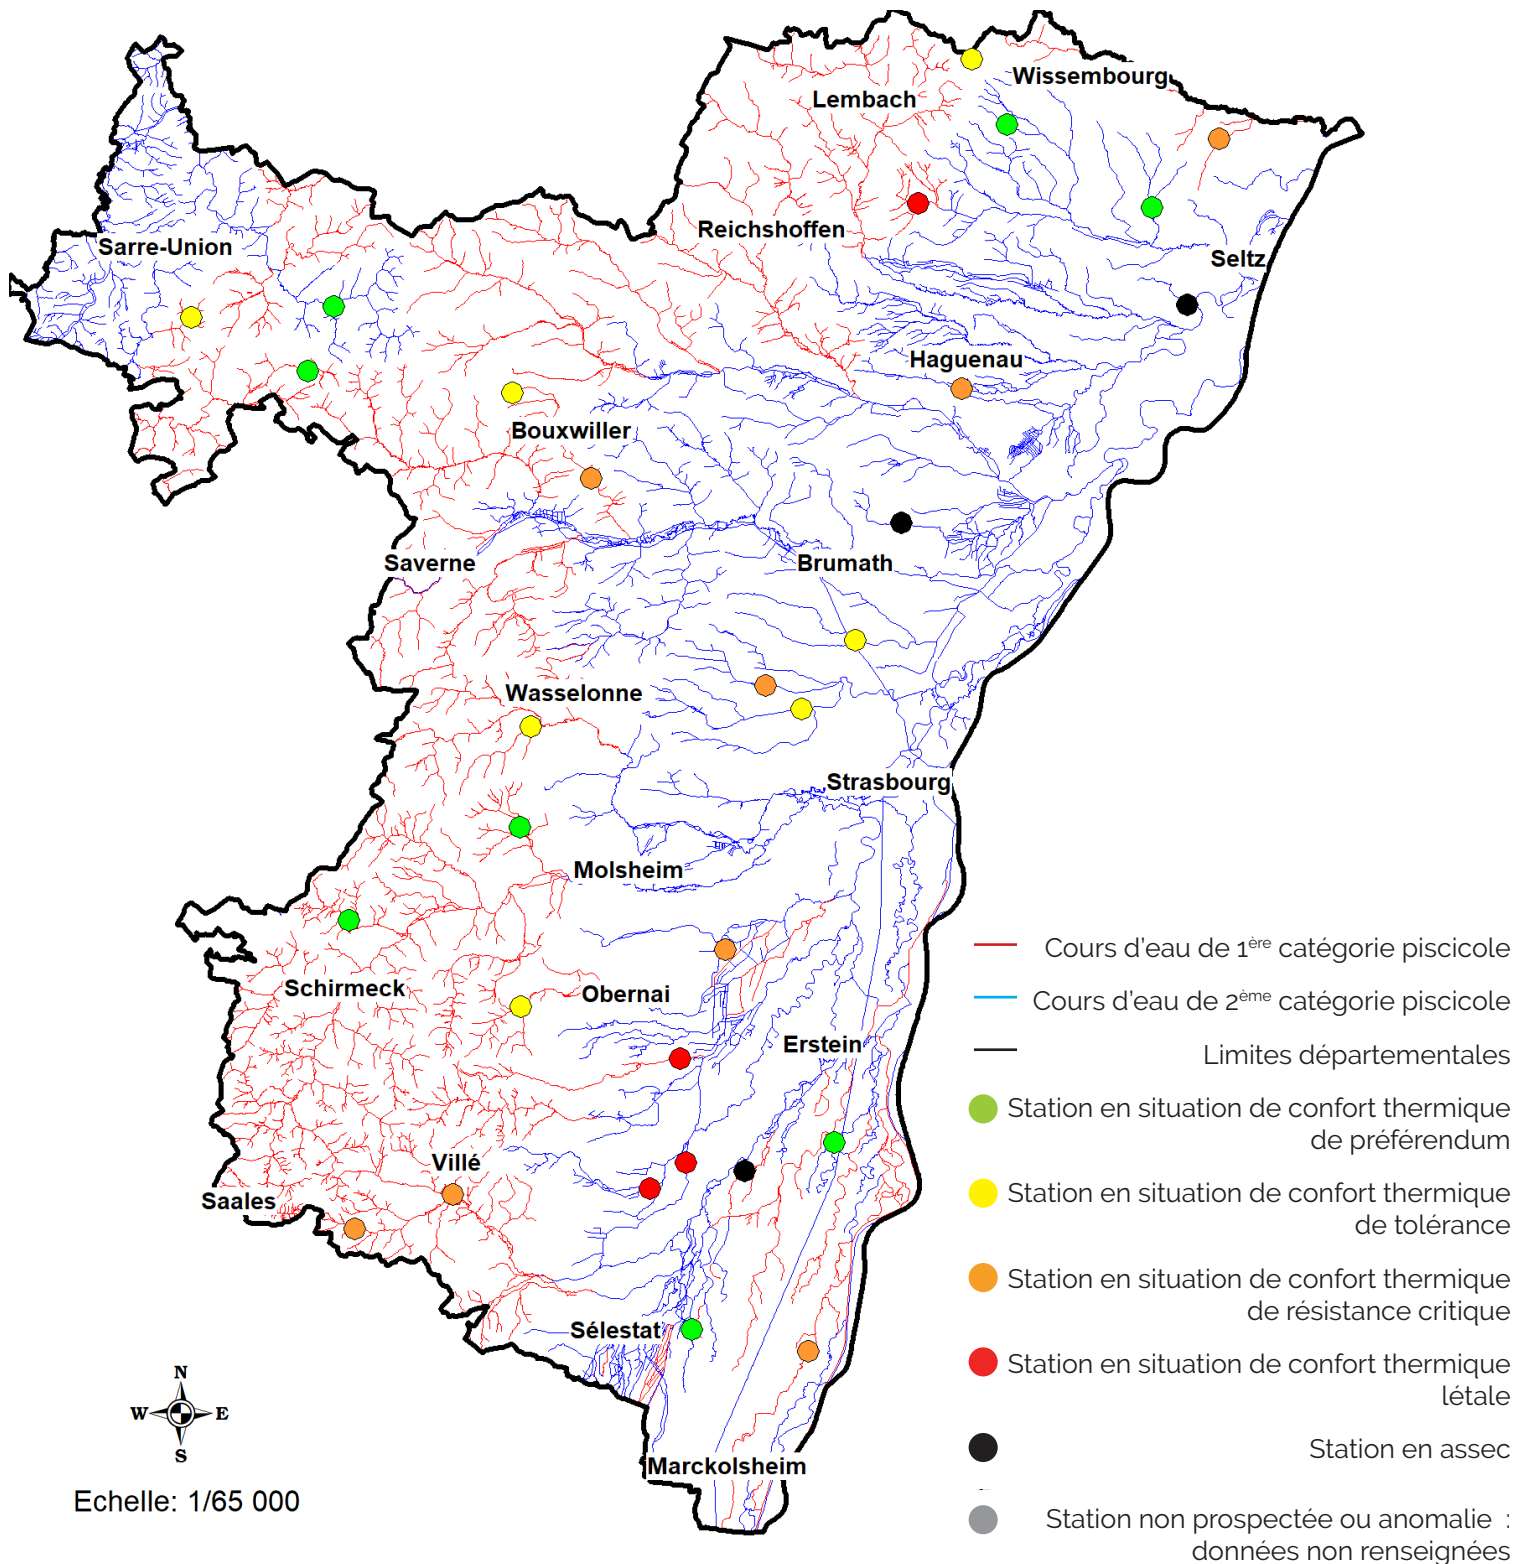 Wissembourg
Lembach
Reichshoffen
Sarre-Union
Seltz
Haguenau
Bouxwiller
Saverne
Brumath
Wasselonne
Strasbourg
Molsheim
Schirmeck
Obernai
Erstein
Villé
Saales
Sélestat
Marckolsheim
N
W E
S
Echelle: 1/65 000
Cours d'eau de 1ère catégorie piscicole
Cours d'eau de 2ème catégorie piscicole
Limites départementales
Station en situation de confort thermique
de préférendum
Station en situation de confort thermique
de tolérance
Station en situation de confort thermique
de résistance critique
Station en situation de confort thermique
létale
Station en assec
Station non prospectée ou anomalie :
données non renseignées